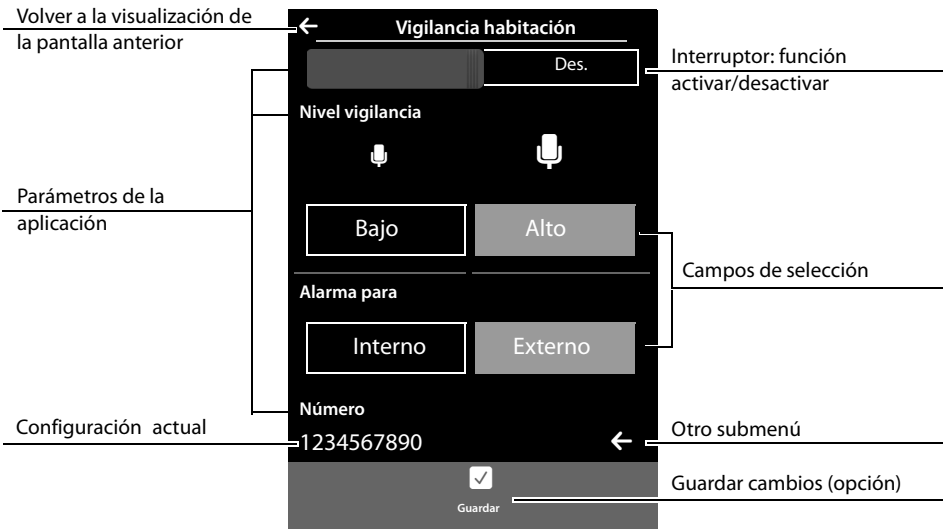 Volver a la visualización de
la pantalla anterior
Vigilancia habitación
Des.
Interruptor: función
activar/desactivar
Nivel vigilancia
Parámetros de la
aplicación
Bajo
Alto
Campos de selección
Alarma para
Interno
Externo
Número
Configuración actual
1234567890
Otro submenú
Guardar cambios (opción)
Guardar